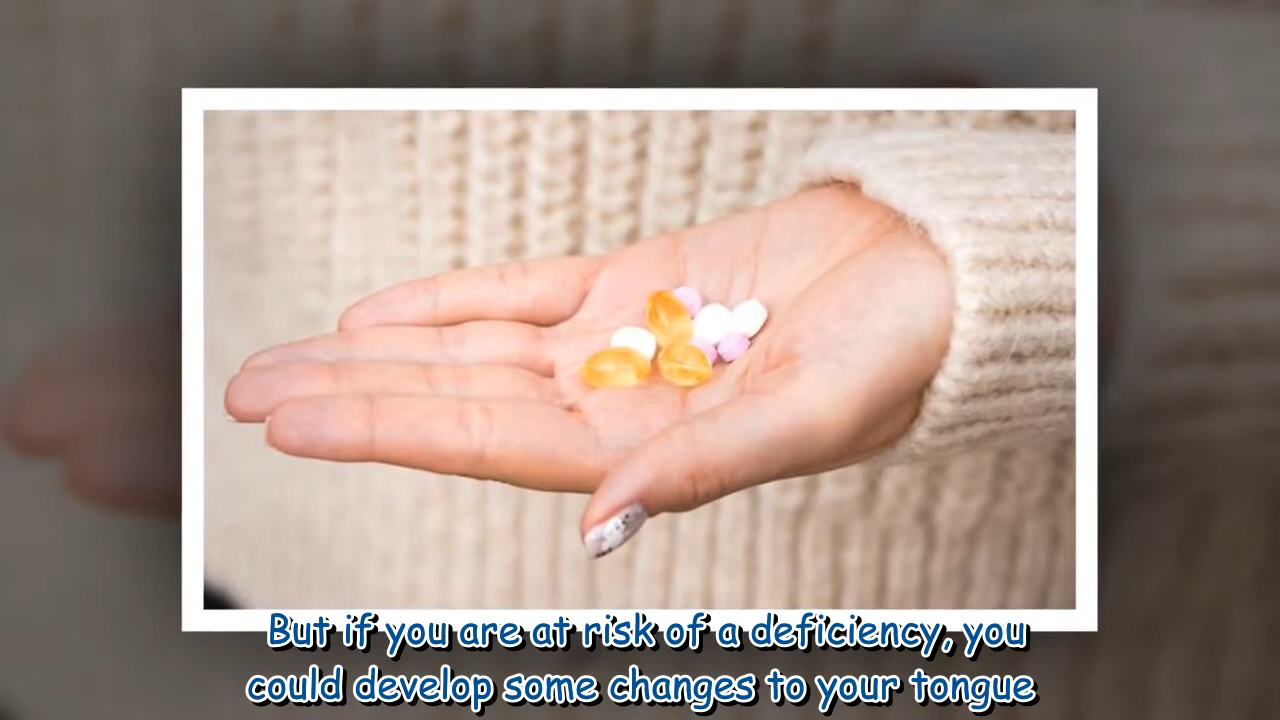 But if you are at risk of a deficiency, you
could develop some changes to your tongue